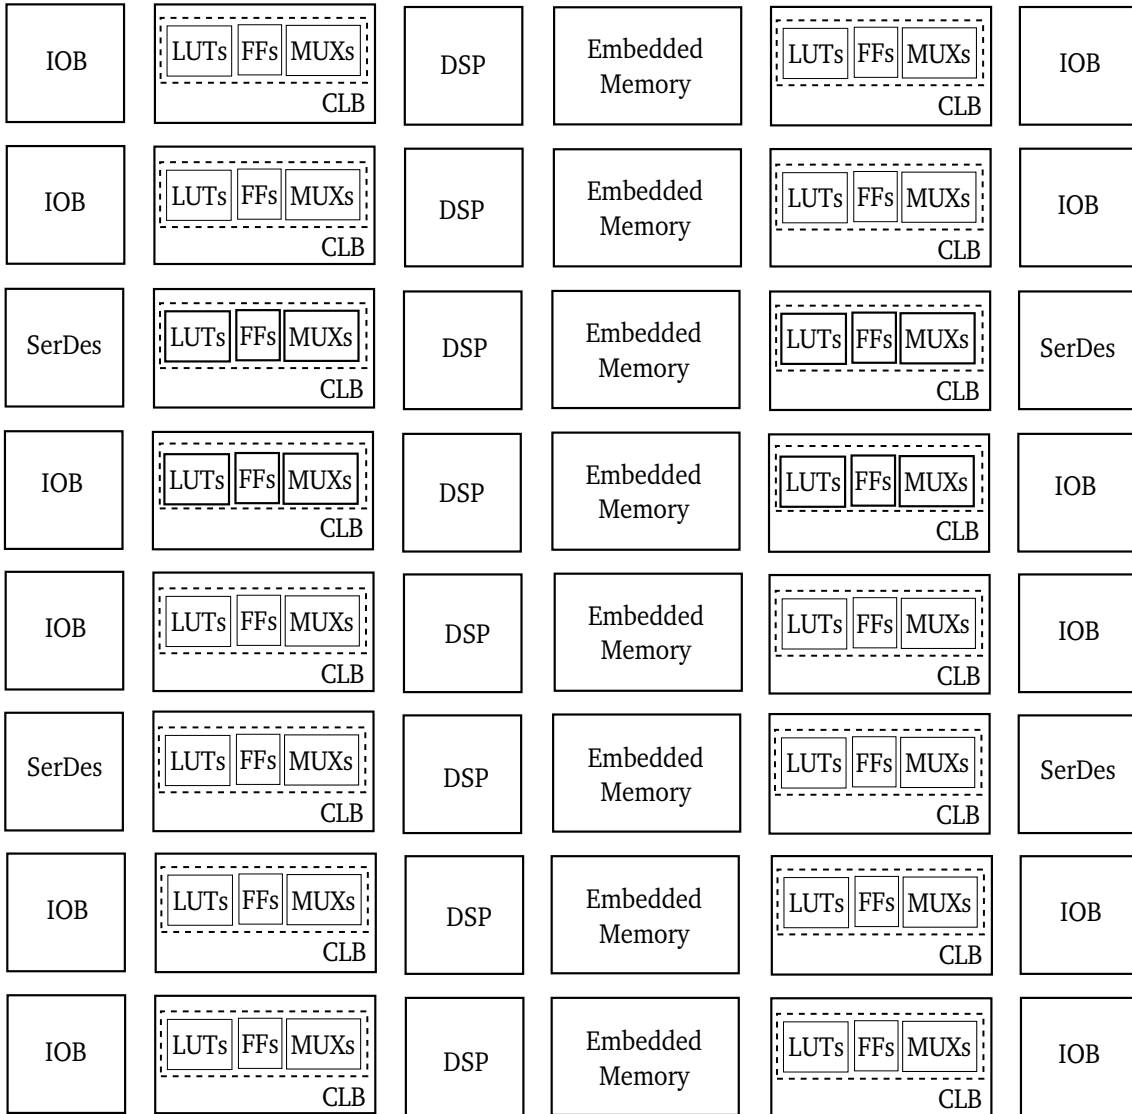 IOB
LUTs FFs MUXs
CLB
DSP
Embedded
Memory
LUTs FFs MUXs
CLB
IOB
IOB
LUTs FFs MUXs
CLB
DSP
Embedded
Memory
LUTs FFs MUXs
CLB
IOB
SerDes
LUTs FFs MUXs
CLB
DSP
Embedded
Memory
LUTs FFs MUXs
CLB
SerDes
IOB
LUTs FFs MUXs
CLB
DSP
Embedded
Memory
LUTs FFs MUXs
CLB
IOB
IOB
LUTs FFs MUXs
CLB
DSP
Embedded
Memory
LUTs FFs MUXs
CLB
IOB
SerDes
LUTs FFs MUXs
CLB
DSP
Embedded
Memory
LUTs FFs MUXs
CLB
SerDes
IOB
LUTs FFs MUXs
CLB
DSP
Embedded
Memory
LUTs FFs MUXs
CLB
IOB
IOB
LUTs FFs MUXs
CLB
DSP
Embedded
Memory
LUTs FFs MUXs
CLB
IOB